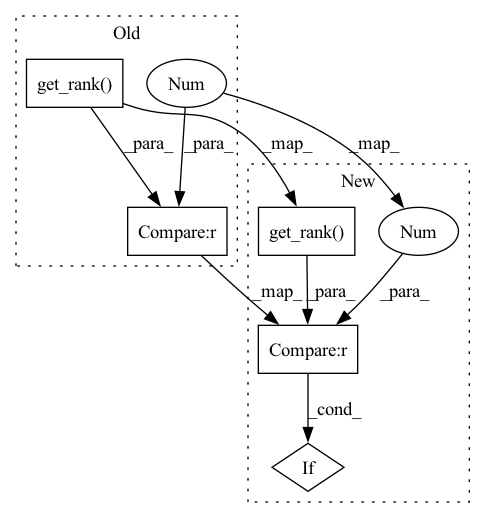 Old
get_rank()
Num
_para_
_para_
_map_
_map_
New
Compare:r
get_rank()
Num
_map_
_para_
_para_
Compare:r
_cond_
If